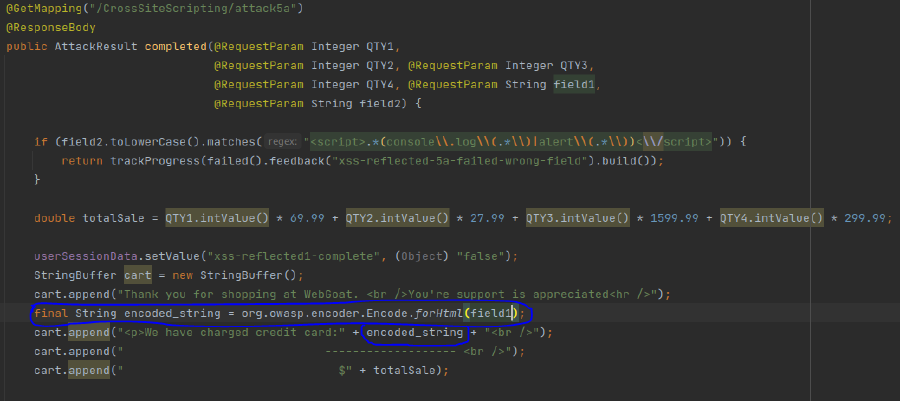 @GetMapping("/CrossSiteScripting/attack5a")
@ResponseBody
public AttackResult completed(@RequestParam Integer QTY1,
@RequestParam Integer QTY2, @RequestParam Integer QTY3,
@RequestParam Integer QTY4, @RequestParam String field1,
@RequestParam String field2) {
if (field2.toLowerCase().matches( regex: "<script>.*(console\\.log\\(.*\\)|alert\\(.*\\))<\\/script>")) {
return trackProgress(failed().feedback("xss-reflected-5a-failed-wrong-field").build());
}
double totalSale = QTY1.intValue() * 69.99 + QTY2.intValue() * 27.99 + QTY3.intValue() * 1599.99 + QTY4.intValue() * 299.99;
userSessionData.setValue("xss-reflected1-complete", (Object) "false");
StringBuffer cart = new StringBuffer();
cart.append("Thank you for shopping at WebGoat. <br />You're support is appreciated<hr />");
final String encoded_string = org.owasp.encoder.Encode.forHtml(field1);
cart.append("<p>We have charged credit card:" + encoded_string + "<br />");
cart.append("                             ------------------- <br />");
cart.append("                               $" + totalSale);